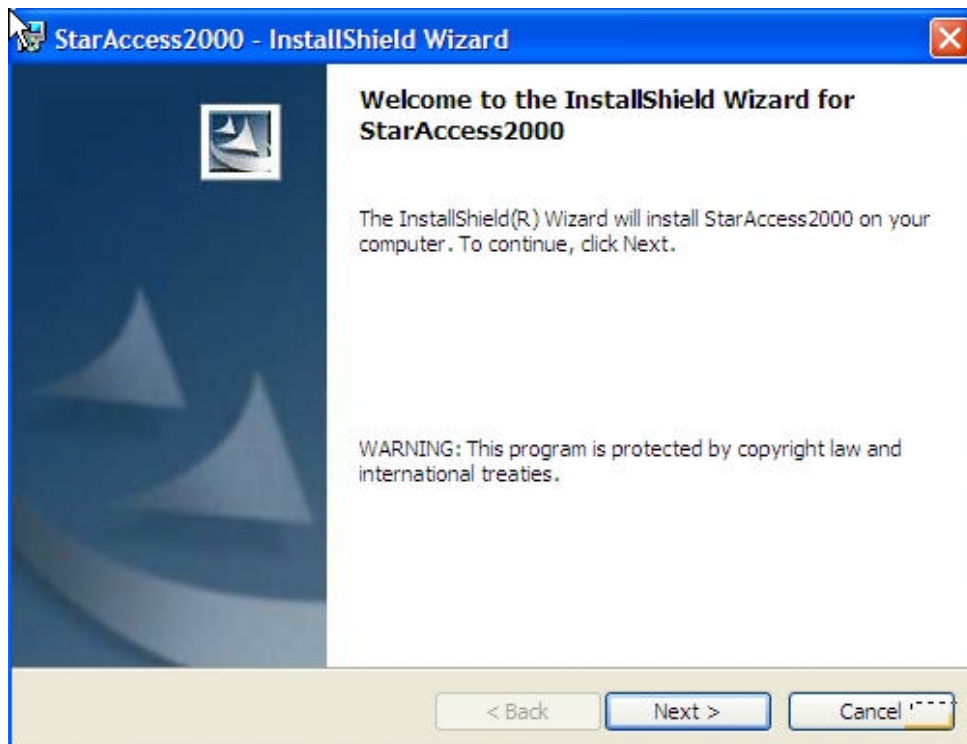 StarAccess2000 - InstallShield Wizard
Welcome to the InstallShield Wizard for
StarAccess2000
The InstallShield(R) Wizard will install StarAccess2000 on your
computer. To continue, click Next.
WARNING: This program is protected by copyright law and
international treaties.
< Back
Next >
Cancel